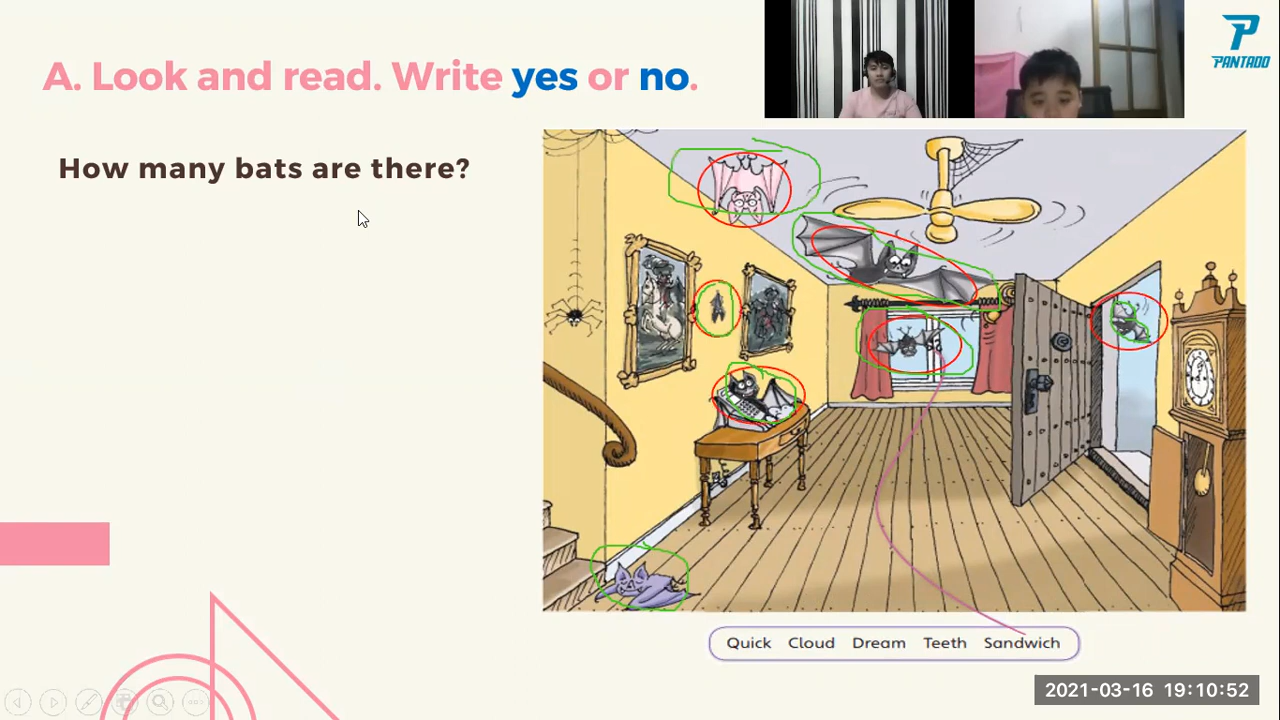 A. Look and read. Write yes or no.
PANTADO
How many bats are there?
Quick Cloud Dream Teeth Sandwich
2021-03-16 19:10:52